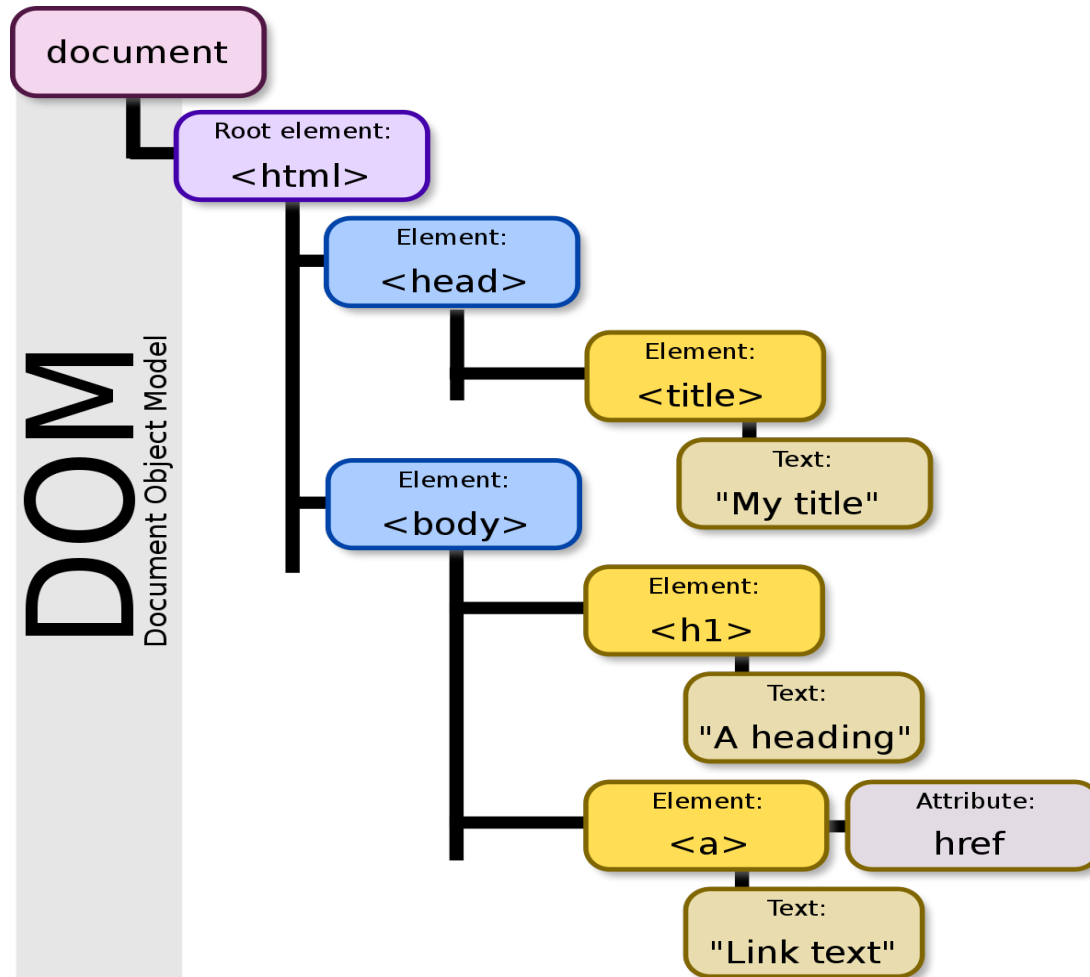 document
Root element:
<html>
Element:
<head>
Element:
<title>
Text:
"My title"
Element:
<body>
Element:
<h1>
Text:
"A heading"
Element:
<a>
Attribute:
href
Text:
"Link text"
DOM
Document Object Model